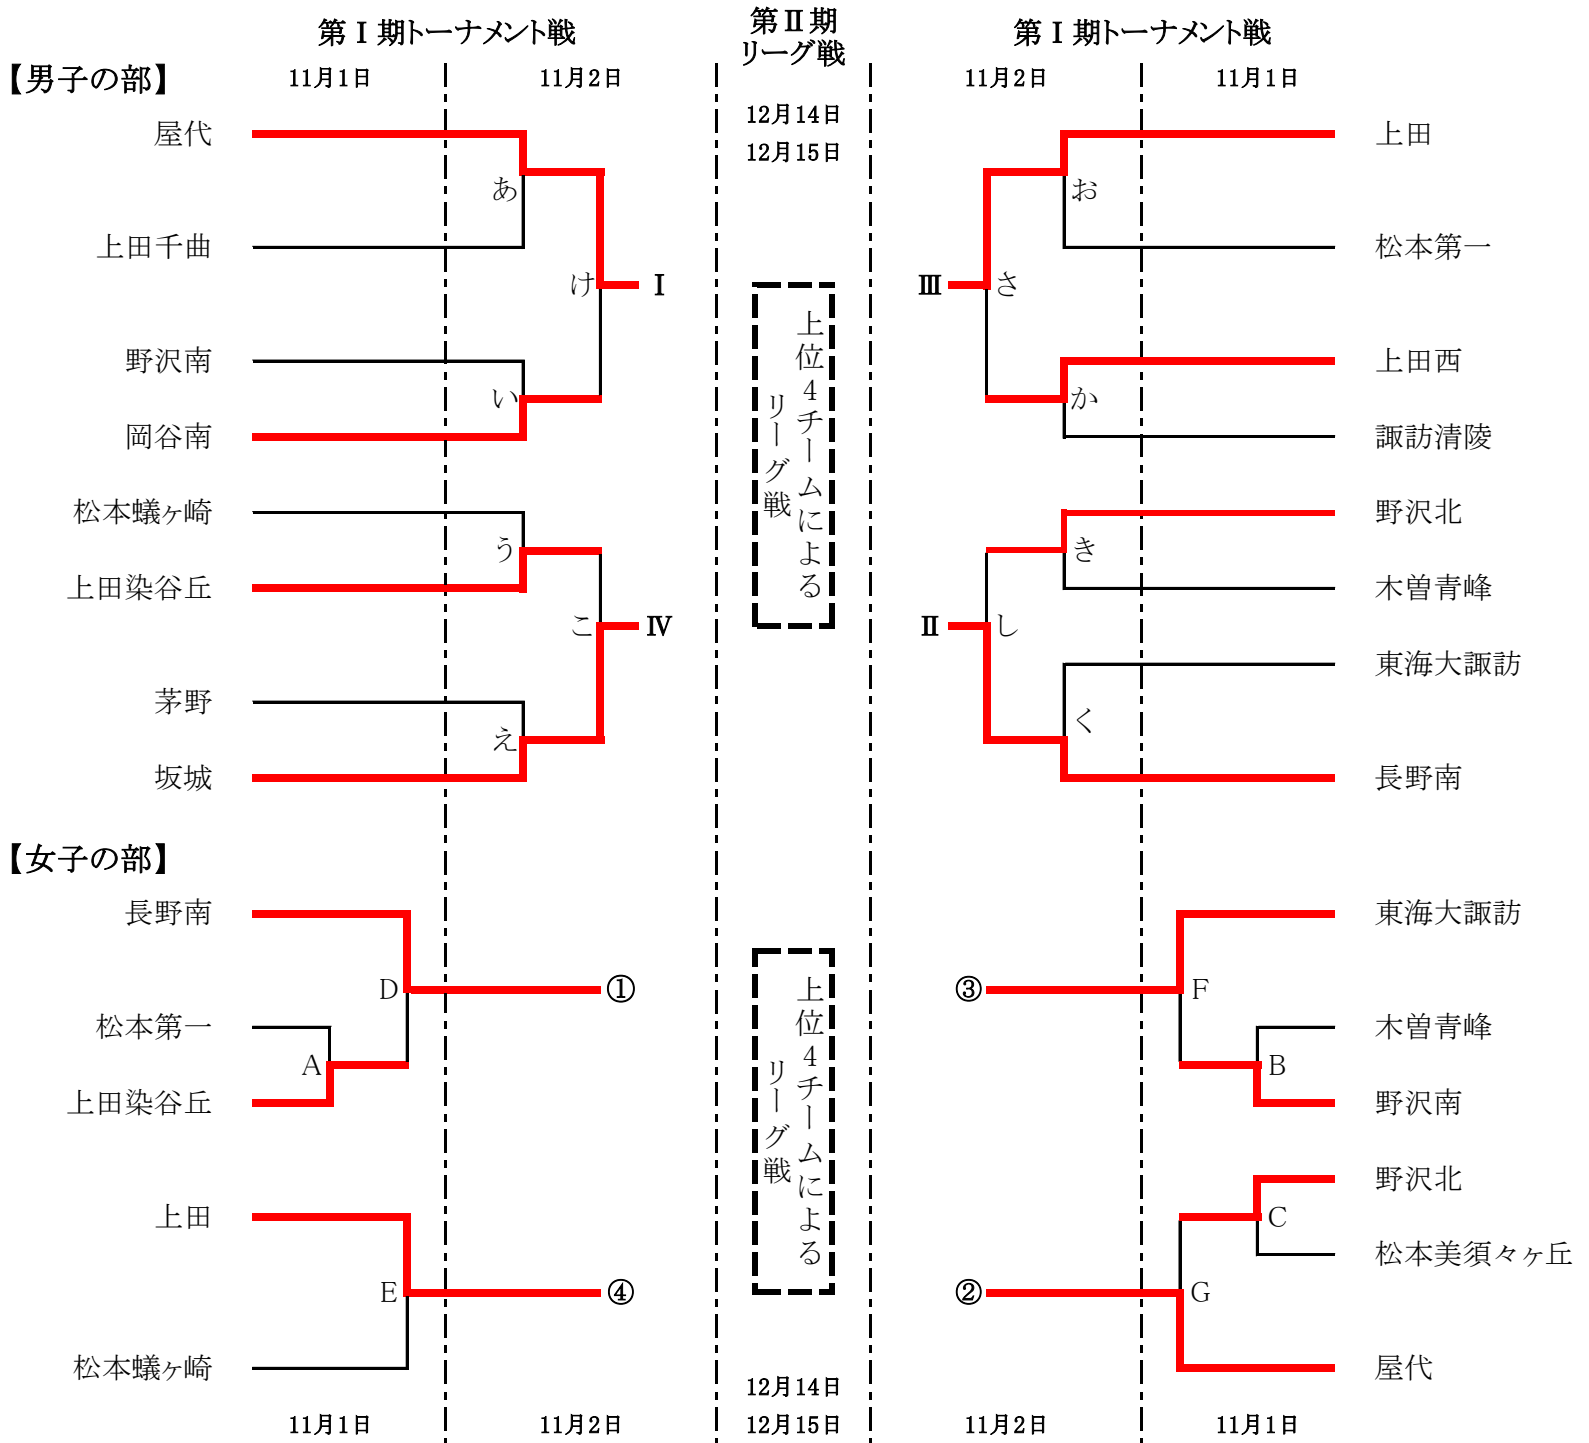 第Ⅰ期トーナメント戦
第Ⅱ期
リーグ戦
第Ⅰ期トーナメント戦
【男子の部】
11月1日
11月2日
11月2日
11月1日
12月14日
12月15日
屋代
上田千曲
野沢南
岡谷南
松本蟻ヶ崎
上田染谷丘
茅野
坂城
あ
い
う
え
け
こ
Ⅰ
Ⅳ
上位4チームによる
リーグ戦
Ⅲ
Ⅱ
さ
し
お
か
き
く
上田
松本第一
上田西
諏訪清陵
野沢北
木曽青峰
東海大諏訪
長野南
【女子の部】
長野南
松本第一
上田染谷丘
上田
松本蟻ヶ崎
A
D
E
①
④
上位4チームによる
リーグ戦
③
②
F
G
B
C
東海大諏訪
木曽青峰
野沢南
野沢北
松本美須々ヶ丘
屋代
12月14日
12月15日
11月1日
11月2日
11月2日
11月1日